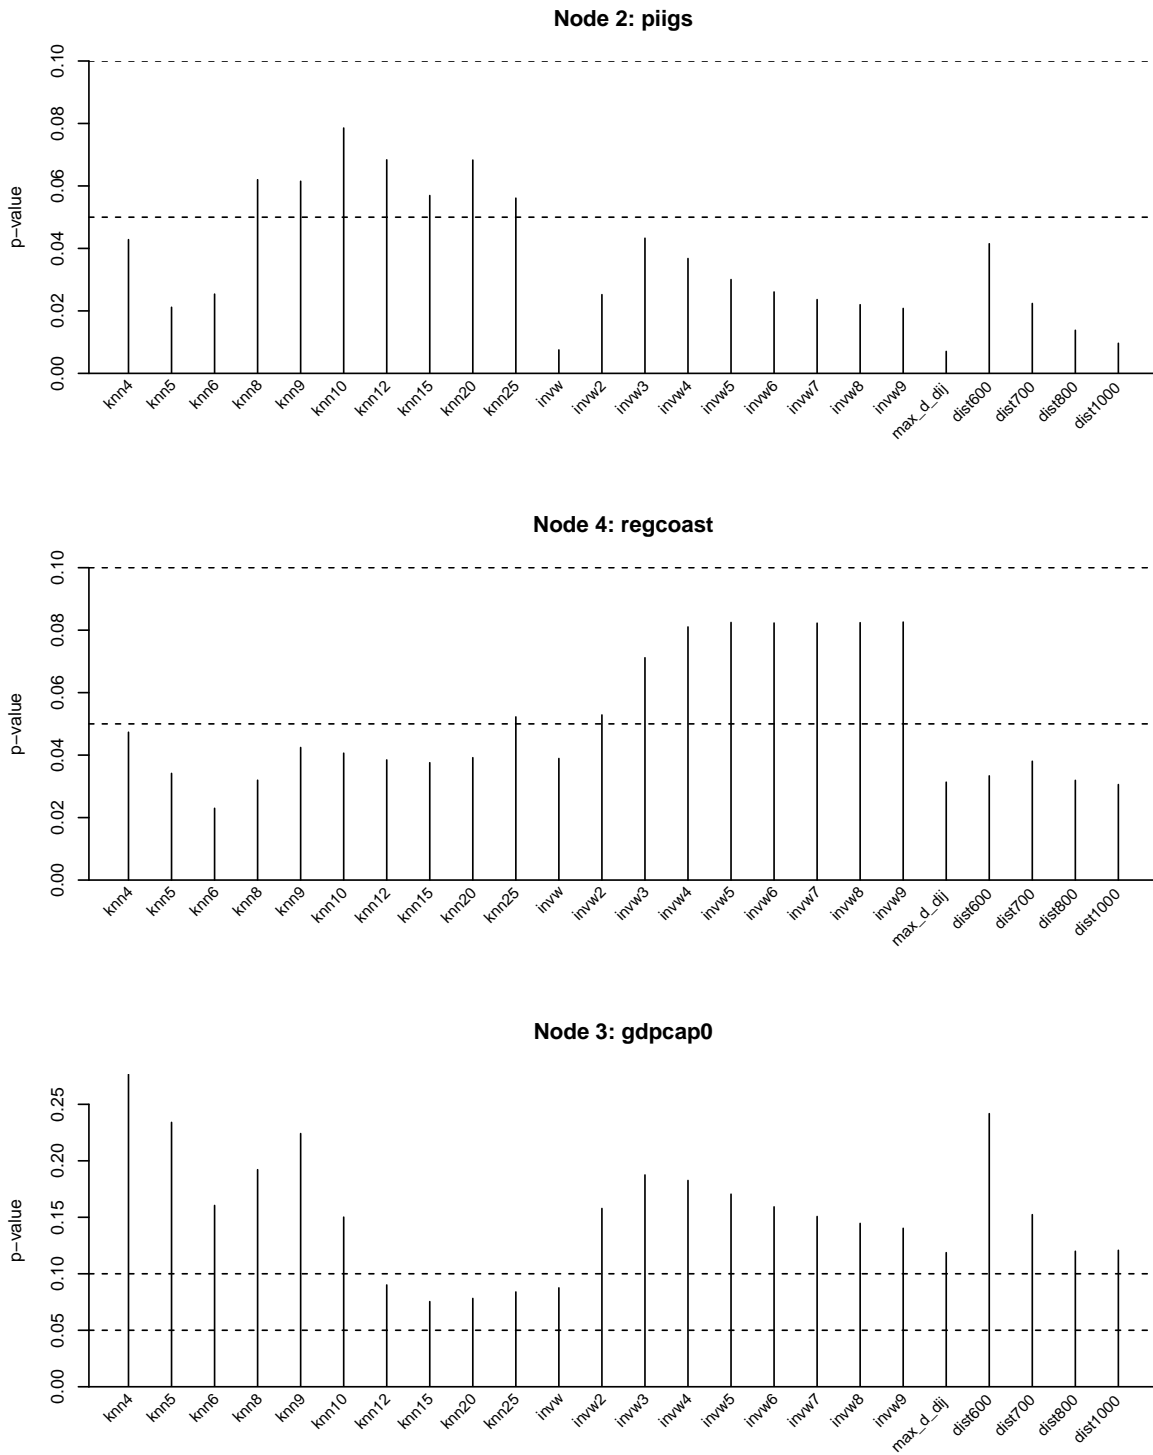 Node 2: piigs
p−value
0.00 0.02 0.04 0.06 0.08 0.10
knn4 knn5 knn6 knn8 knn9 knn10 knn12 knn15 knn20 knn25 invw invw2 invw3 invw4 invw5 invw6 invw7 invw8 invw9 max_d_dij dist600 dist700 dist800 dist1000
Node 4: regcoast
p−value
0.00 0.02 0.04 0.06 0.08 0.10
knn4 knn5 knn6 knn8 knn9 knn10 knn12 knn15 knn20 knn25 invw invw2 invw3 invw4 invw5 invw6 invw7 invw8 invw9 max_d_dij dist600 dist700 dist800 dist1000
Node 3: gdpcap0
p−value
0.00 0.05 0.10 0.15 0.20 0.25
knn4 knn5 knn6 knn8 knn9 knn10 knn12 knn15 knn20 knn25 invw invw2 invw3 invw4 invw5 invw6 invw7 invw8 invw9 max_d_dij dist600 dist700 dist800 dist1000